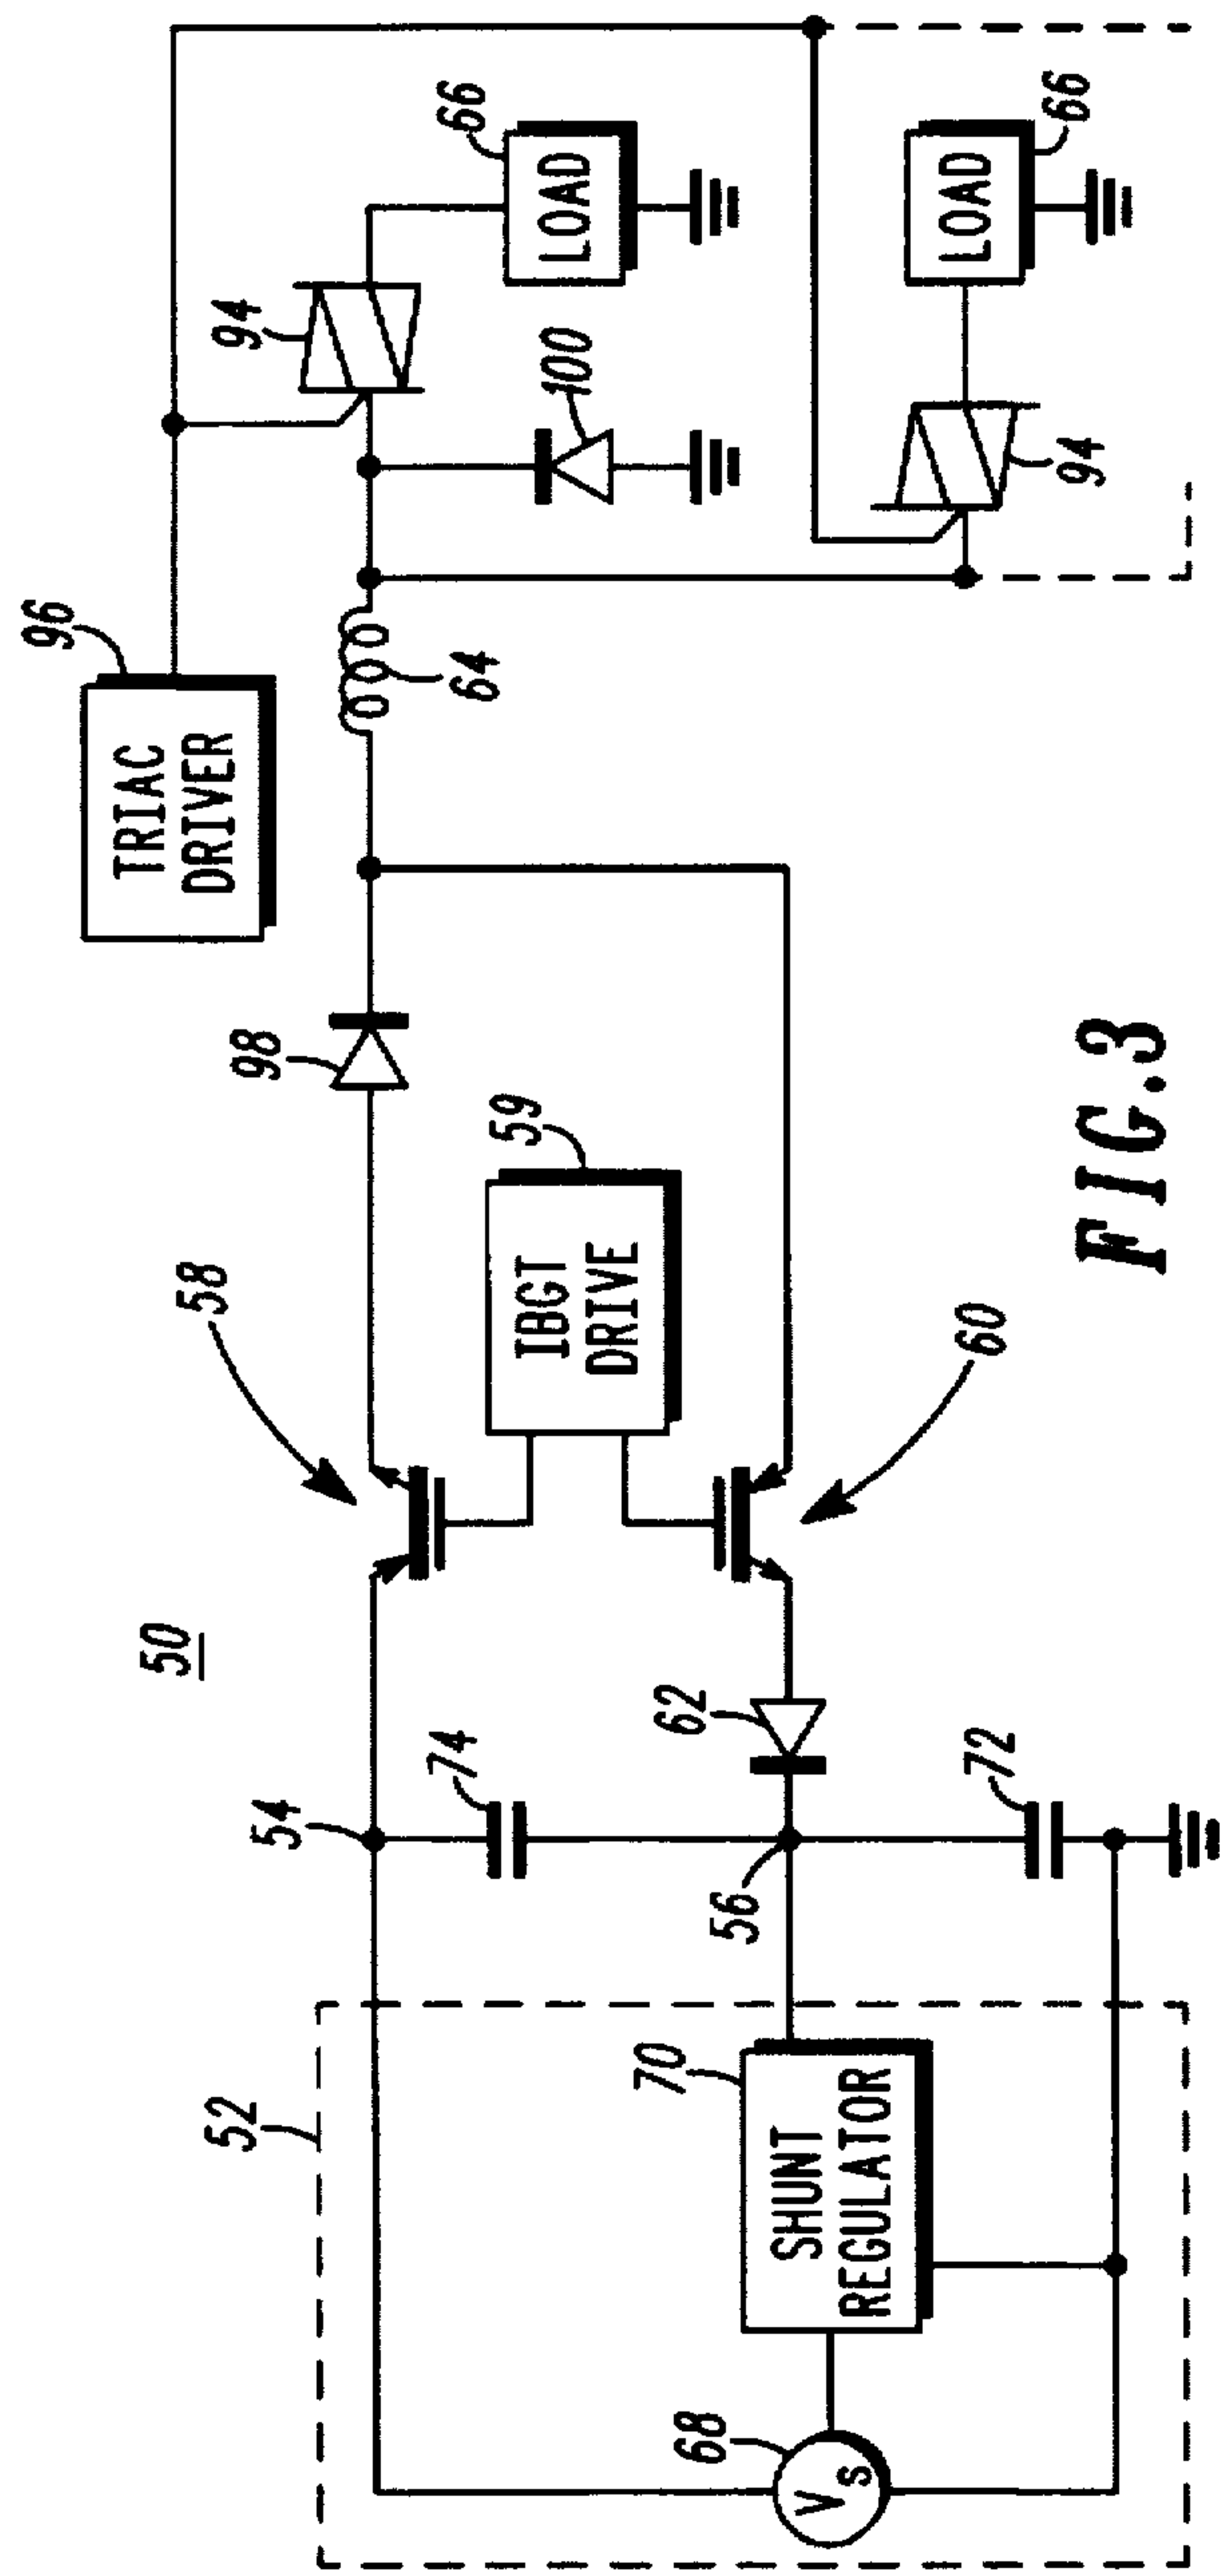 50
52
54
58
98
96
TRIAC
DRIVER
94
66
LOAD
74
59
IBGT
DRIVE
64
100
68
Vs
70
SHUNT
REGULATOR
56
62
72
60
94
66
LOAD
FIG.3